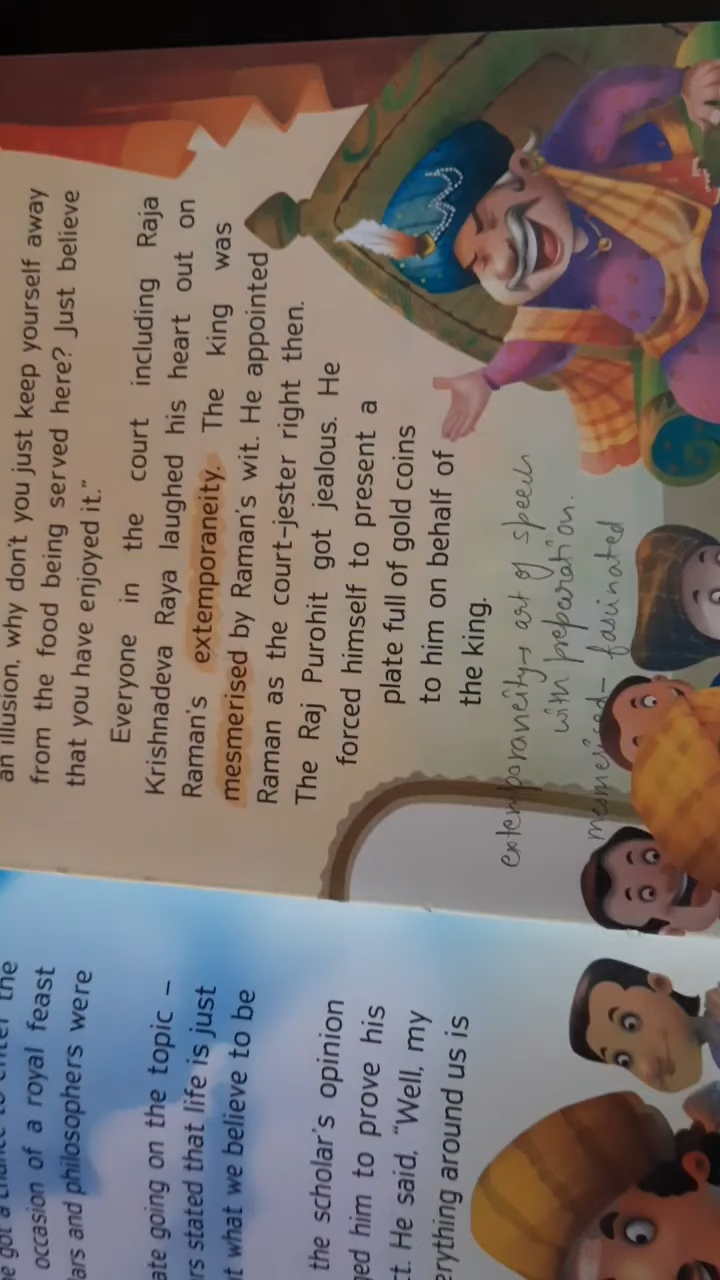 occasion of a royal feast
ars and philosophers were
ate going on the topic –
rs stated that life is just
t what we believe to be
the scholar's opinion
ged him to prove his
ct. He said, "Well, my
erything around us is
an illusion, why don't you just keep yourself away
from the food being served here? Just believe
that you have enjoyed it."
Everyone in the court including Raja
Krishnadeva Raya laughed his heart out on
Raman's extemporaneity. The king was
mesmerised by Raman's wit. He appointed
Raman as the court-jester right then.
The Raj Purohit got jealous. He
forced himself to present a
plate full of gold coins
to him on behalf of
the king.
extemporaneity→ art of speech
with preparation.
mesmerised – fascinated